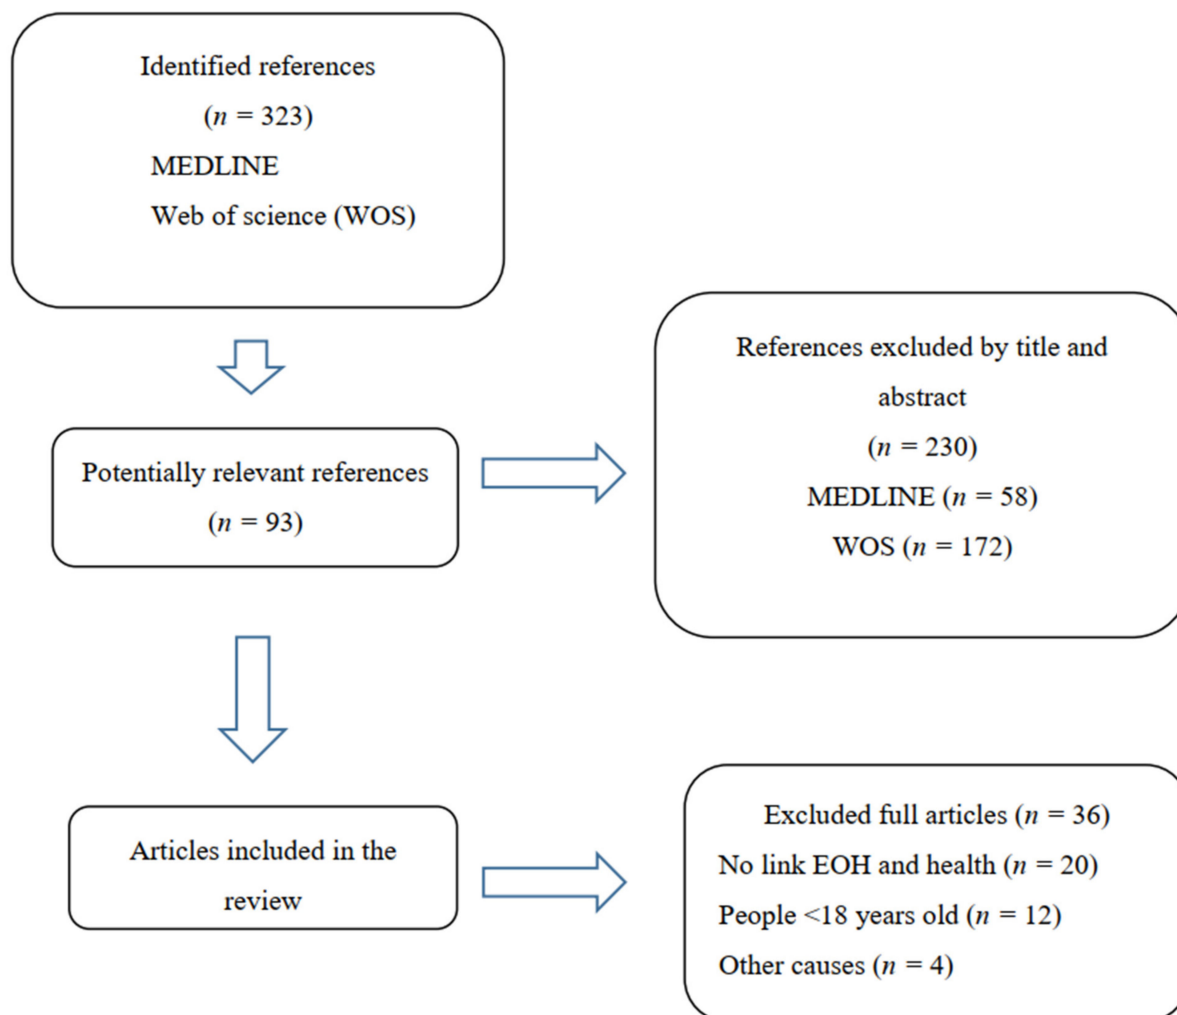 Identified references
(n = 323)
MEDLINE
Web of science (WOS)
References excluded by title and
abstract
(n = 230)
MEDLINE (n = 58)
WOS (n = 172)
Potentially relevant references
(n = 93)
Articles included in the
review
Excluded full articles (n = 36)
No link EOH and health (n = 20)
People <18 years old (n = 12)
Other causes (n = 4)